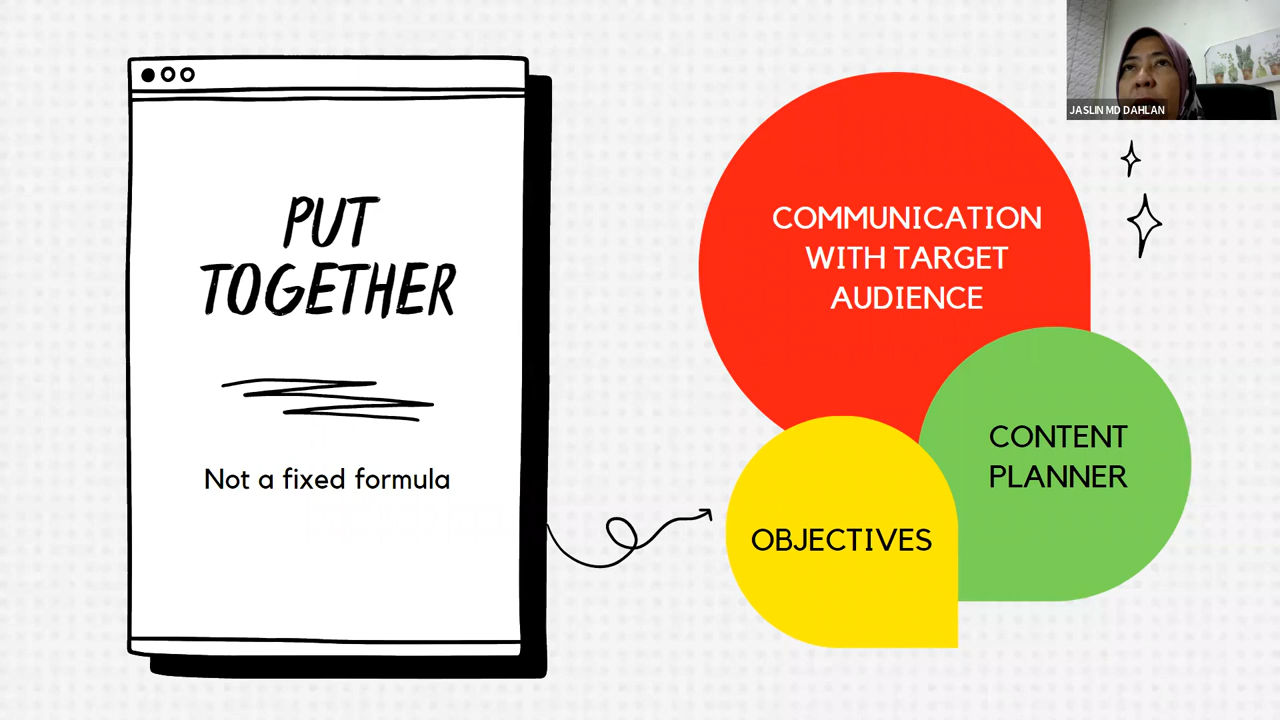 PUT
TOGETHER
Not a fixed formula
COMMUNICATION
WITH TARGET
AUDIENCE
CONTENT
PLANNER
OBJECTIVES
JASLIN MD DAHLAN